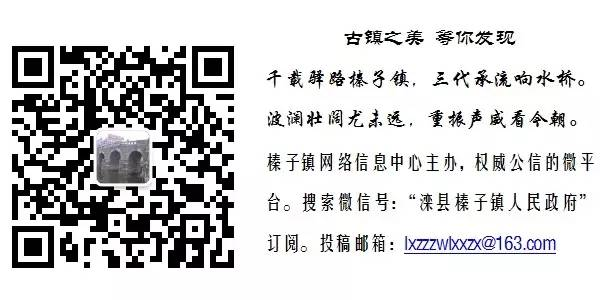 古镇之美 等你发现
千载驿路榛子镇，三代承流响水桥。
波润壮阔尤未远，重振声威看今朝。
榛子镇网络信息中心主办，权威公信的微平
台。搜索微信号：“滦县榛子镇人民政府”
订阅。投稿邮箱：lxzzzwlxxzx@163.com